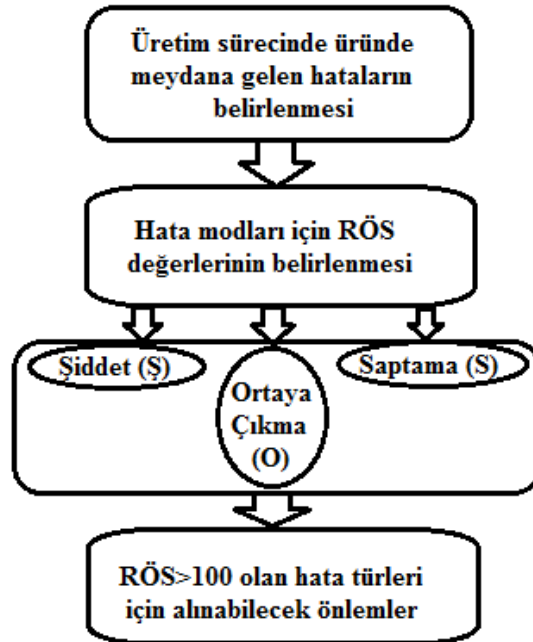 Üretim sürecinde üründe
meydana gelen hataların
belirlenmesi
Hata modları için RÖS
değerlerinin belirlenmesi
Şiddet (Ş)
Ortaya
Çıkma
(O)
Saptama (S)
RÖS>100 olan hata türleri
için alınabilecek önlemler